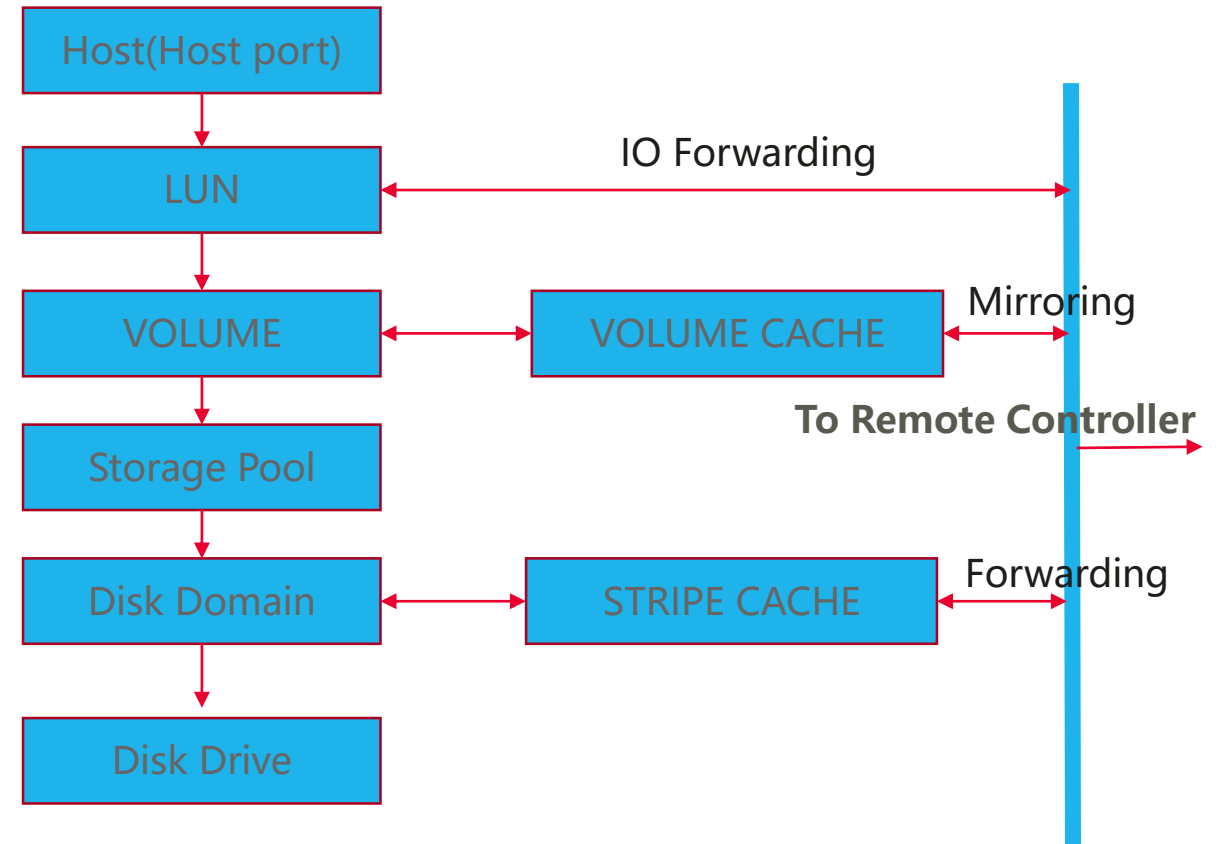 Host(Host port)
LUN
IO Forwarding
VOLUME
VOLUME CACHE
Mirroring
To Remote Controller
Storage Pool
Disk Domain
STRIPE CACHE
Forwarding
Disk Drive